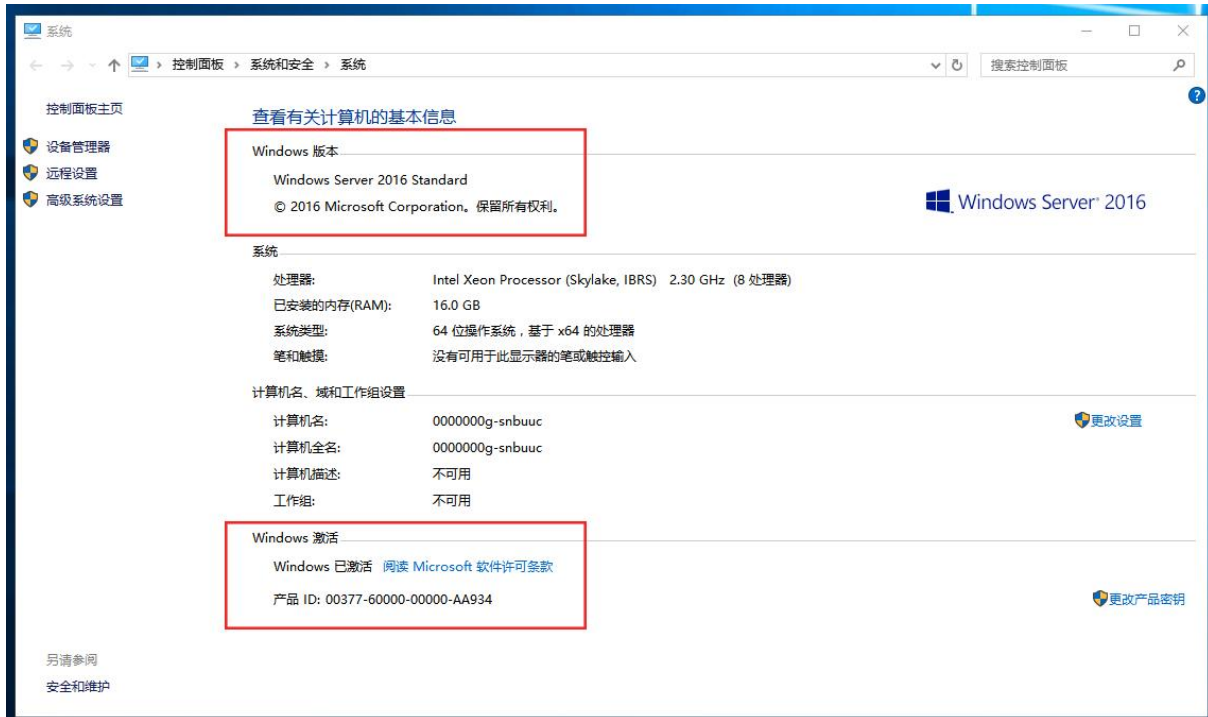 系统
控制面板 › 系统和安全 › 系统
搜索控制面板
控制面板主页
设备管理器
远程设置
高级系统设置
查看有关计算机的基本信息
Windows 版本
Windows Server 2016 Standard
© 2016 Microsoft Corporation。保留所有权利。
Windows Server 2016
系统
处理器: Intel Xeon Processor (Skylake, IBRS) 2.30 GHz (8 处理器)
已安装的内存(RAM): 16.0 GB
系统类型: 64 位操作系统，基于 x64 的处理器
笔和触摸: 没有可用于此显示器的笔或触控输入
计算机名、域和工作组设置
计算机名: 0000000g-snbuuc 更改设置
计算机全名: 0000000g-snbuuc
计算机描述: 不可用
工作组: 不可用
Windows 激活
Windows 已激活 阅读 Microsoft 软件许可条款
产品 ID: 00377-60000-00000-AA934 更改产品密钥
另请参阅
安全和维护